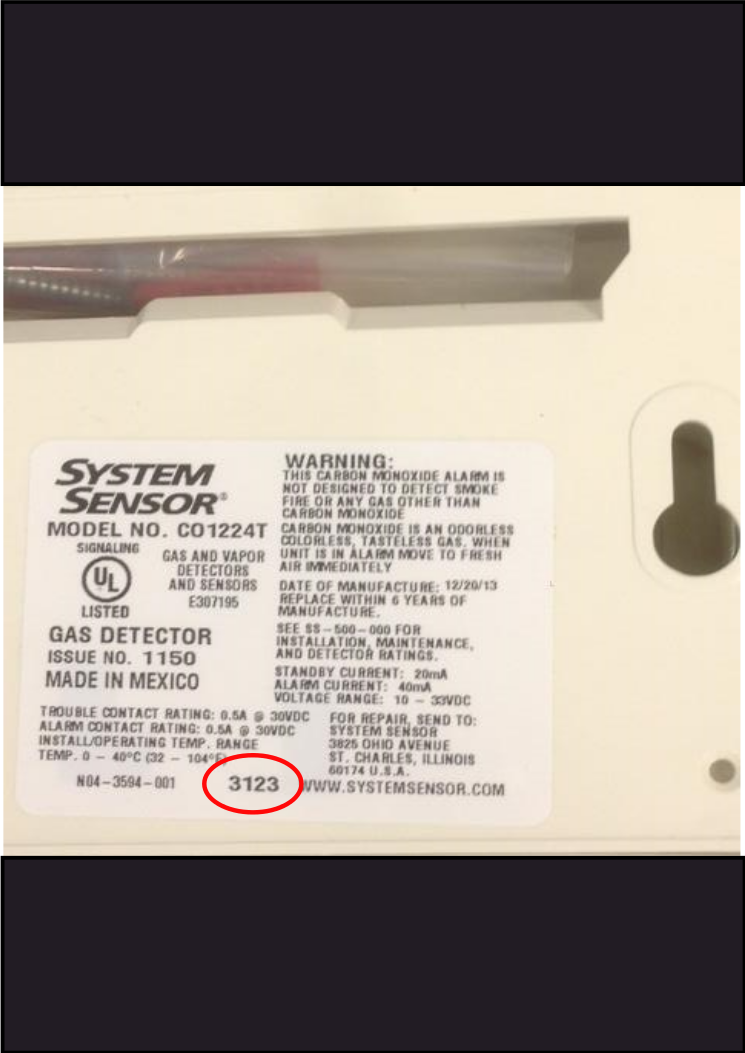 SYSTEM
SENSOR®
MODEL NO. CO1224T
SIGNALING
UL
LISTED
GAS AND VAPOR
DETECTORS
AND SENSORS
E307195
GAS DETECTOR
ISSUE NO. 1150
MADE IN MEXICO
WARNING:
THIS CARBON MONOXIDE ALARM IS
NOT DESIGNED TO DETECT SMOKE
FIRE OR ANY GAS OTHER THAN
CARBON MONOXIDE
CARBON MONOXIDE IS AN ODORLESS
COLORLESS, TASTELESS GAS. WHEN
UNIT IS IN ALARM MOVE TO FRESH
AIR IMMEDIATELY
DATE OF MANUFACTURE: 12/20/13
REPLACE WITHIN 6 YEARS OF
MANUFACTURE.
SEE SS-500-000 FOR
INSTALLATION, MAINTENANCE,
AND DETECTOR RATINGS.
STANDBY CURRENT: 20mA
ALARM CURRENT: 40mA
VOLTAGE RANGE: 10 – 33VDC
TROUBLE CONTACT RATING: 0.5A @ 30VDC
ALARM CONTACT RATING: 0.5A @ 30VDC
INSTALL/OPERATING TEMP. RANGE
TEMP. 0 – 40°C (32 – 104°F)
FOR REPAIR, SEND TO:
SYSTEM SENSOR
3825 OHIO AVENUE
ST. CHARLES, ILLINOIS
60174 U.S.A.
N04-3594-001
3123
WWW.SYSTEMSENSOR.COM